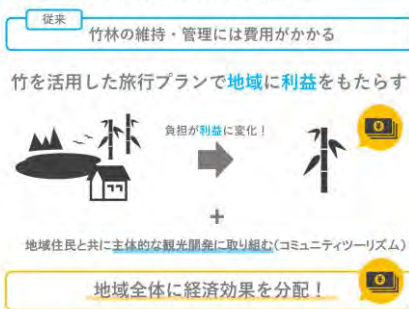 従来
竹林の維持・管理には費用がかかる
竹を活用した旅行プランで地域に利益をもたらす
負担が利益に変化！
¥
+
地域住民と共に主体的な観光開発に取り組む(コミュニティツーリズム)
¥
地域全体に経済効果を分配！